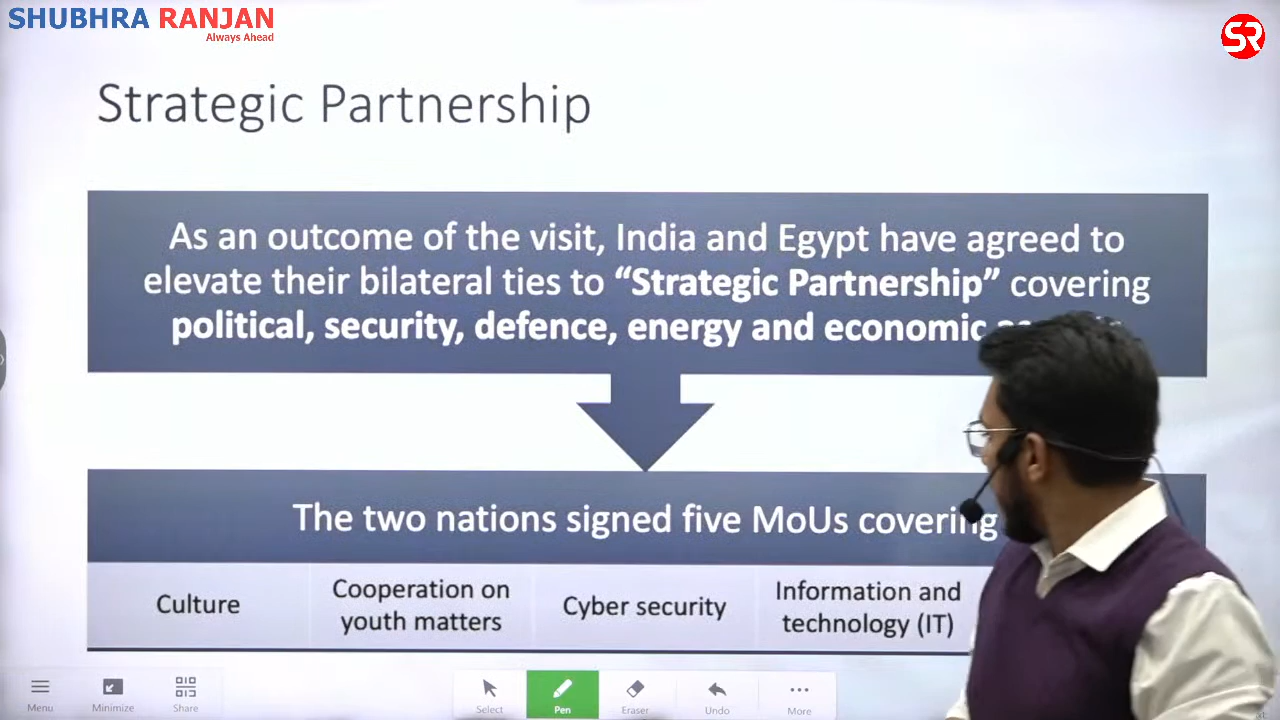 SHUBHRA RANJAN
Always Ahead
SR
Strategic Partnership
As an outcome of the visit, India and Egypt have agreed to
elevate their bilateral ties to “Strategic Partnership” covering
political, security, defence, energy and economic
The two nations signed five MoUs covering
Culture
Cooperation on
youth matters
Cyber security
Information and
technology (IT)
Menu
Minimize
Share
Select
Pen
Eraser
Undo
More